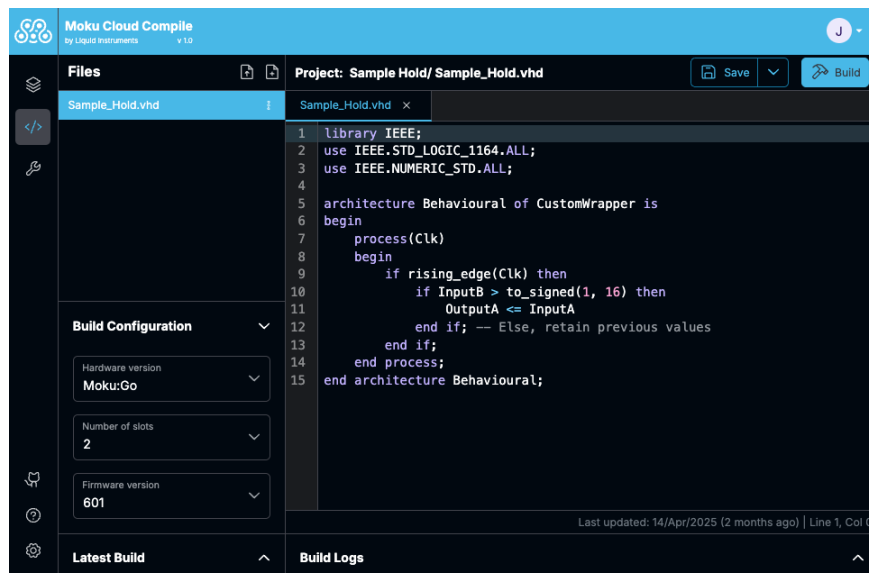 Moku Cloud Compile
by Liquid Instruments v 1.0
J
Files
Sample_Hold.vhd
Project: Sample Hold/ Sample_Hold.vhd
Save
Build
Sample_Hold.vhd ×
1 library IEEE;
2 use IEEE.STD_LOGIC_1164.ALL;
3 use IEEE.NUMERIC_STD.ALL;
4
5 architecture Behavioural of CustomWrapper is
6 begin
7     process(Clk)
8     begin
9         if rising_edge(Clk) then
10             if InputB > to_signed(1, 16) then
11                 OutputA <= InputA
12             end if; -- Else, retain previous values
13         end if;
14     end process;
15 end architecture Behavioural;
Build Configuration
Hardware version
Moku:Go
Number of slots
2
Firmware version
601
Last updated: 14/Apr/2025 (2 months ago) | Line 1, Col 0
Latest Build
Build Logs